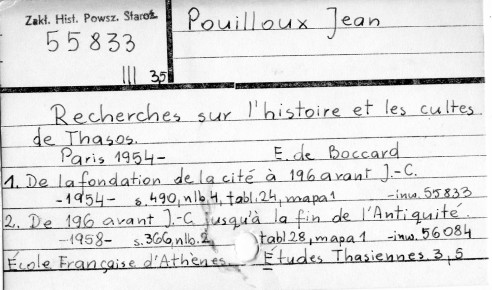 Zakł. Hist. Powsz. Staroż.
55833
III 35
Pouilloux Jean
Recherches sur l'histoire et les cultes
de Thasos.
Paris 1954- E. de Boccard
1. De la fondation de la cité à 196 avant J.-C.
-1954- s.490, nlb.4, tabl.24, mapa 1 -inw. 55833
2. De 196 avant J.-C jusqu'à la fin de l'Antiquité.
-1958- s.366, nlb.2, tabl 28, mapa 1 -inw. 56084
École Française d'Athènes. Études Thasiennes. 3, 5